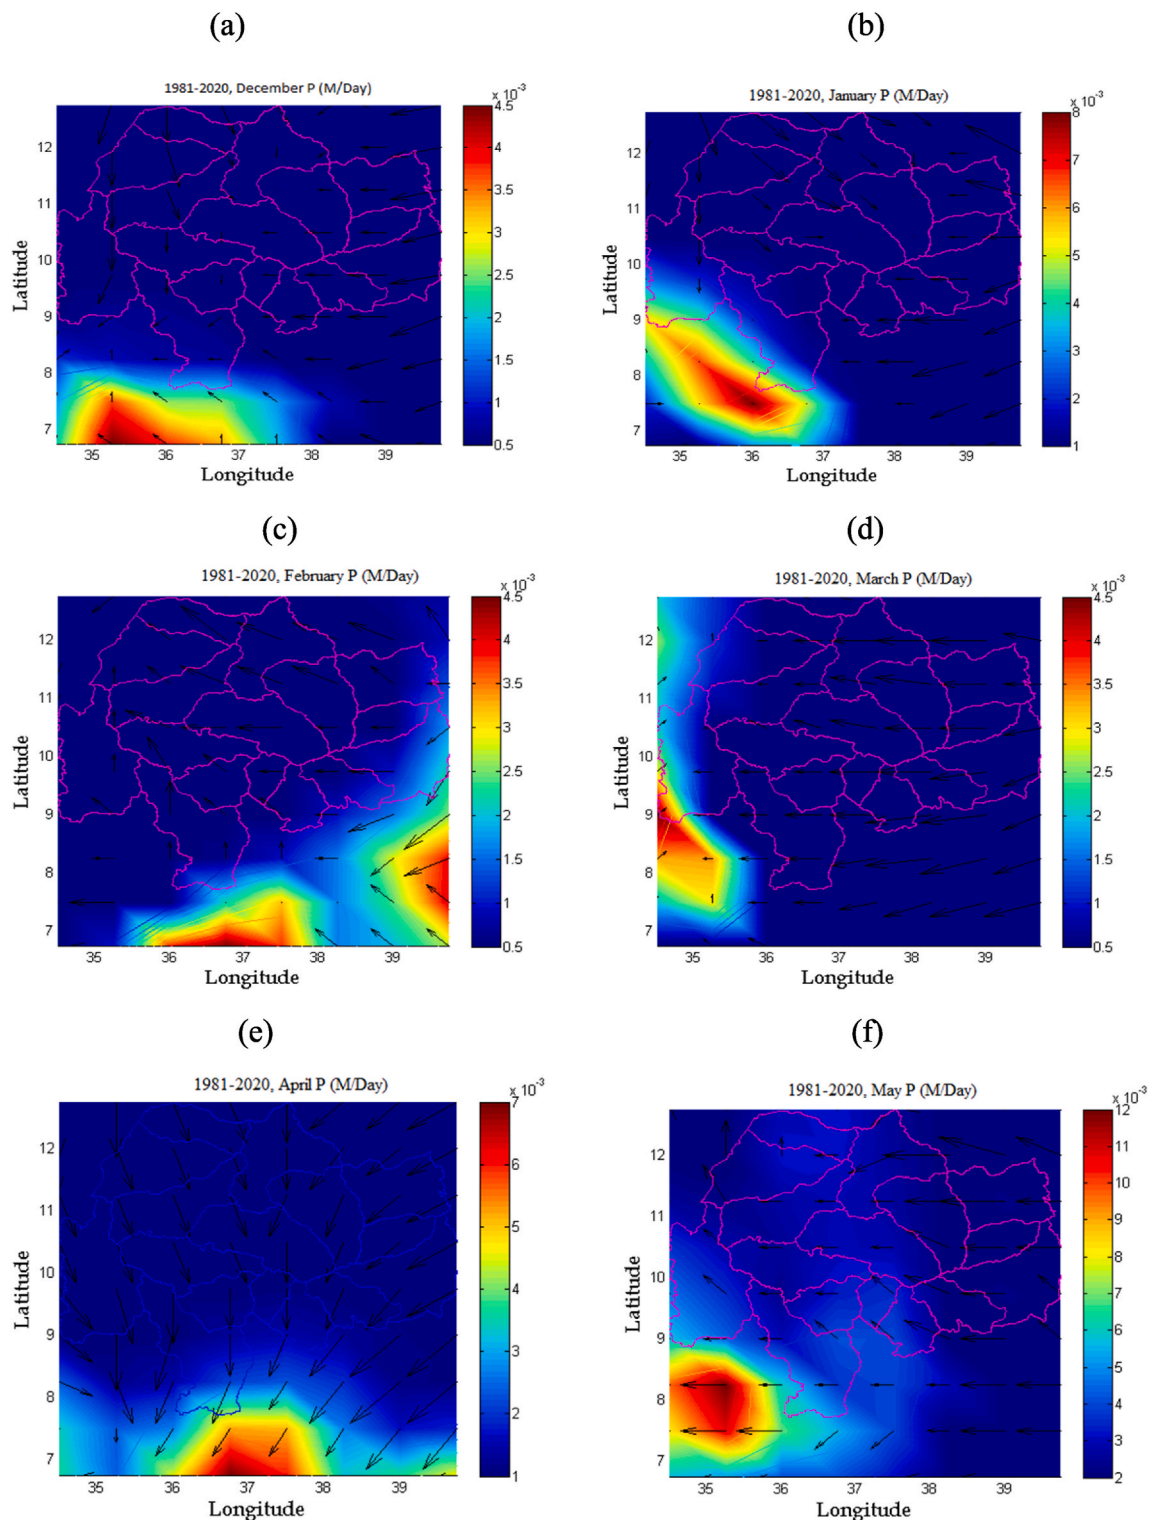 (a)
(b)
1981-2020, December P (M/Day)
x 10-3
4.5
4
3.5
3
2.5
2
1.5
1
0.5
12
11
10
9
8
7
Latitude
35 36 37 38 39
Longitude
1981-2020, January P (M/Day)
x 10-3
8
7
6
5
4
3
2
1
12
11
10
9
8
7
Latitude
35 36 37 38 39
Longitude
(c)
(d)
1981-2020, February P (M/Day)
x 10-3
4.5
4
3.5
3
2.5
2
1.5
1
0.5
12
11
10
9
8
7
Latitude
35 36 37 38 39
Longitude
1981-2020, March P (M/Day)
x 10-3
4.5
4
3.5
3
2.5
2
1.5
1
0.5
12
11
10
9
8
7
Latitude
35 36 37 38 39
Longitude
(e)
(f)
1981-2020, April P (M/Day)
x 10-3
7
6
5
4
3
2
1
12
11
10
9
8
7
Latitude
35 36 37 38 39
Longitude
1981-2020, May P (M/Day)
x 10-3
12
11
10
9
8
7
6
5
4
3
2
12
11
10
9
8
7
Latitude
35 36 37 38 39
Longitude